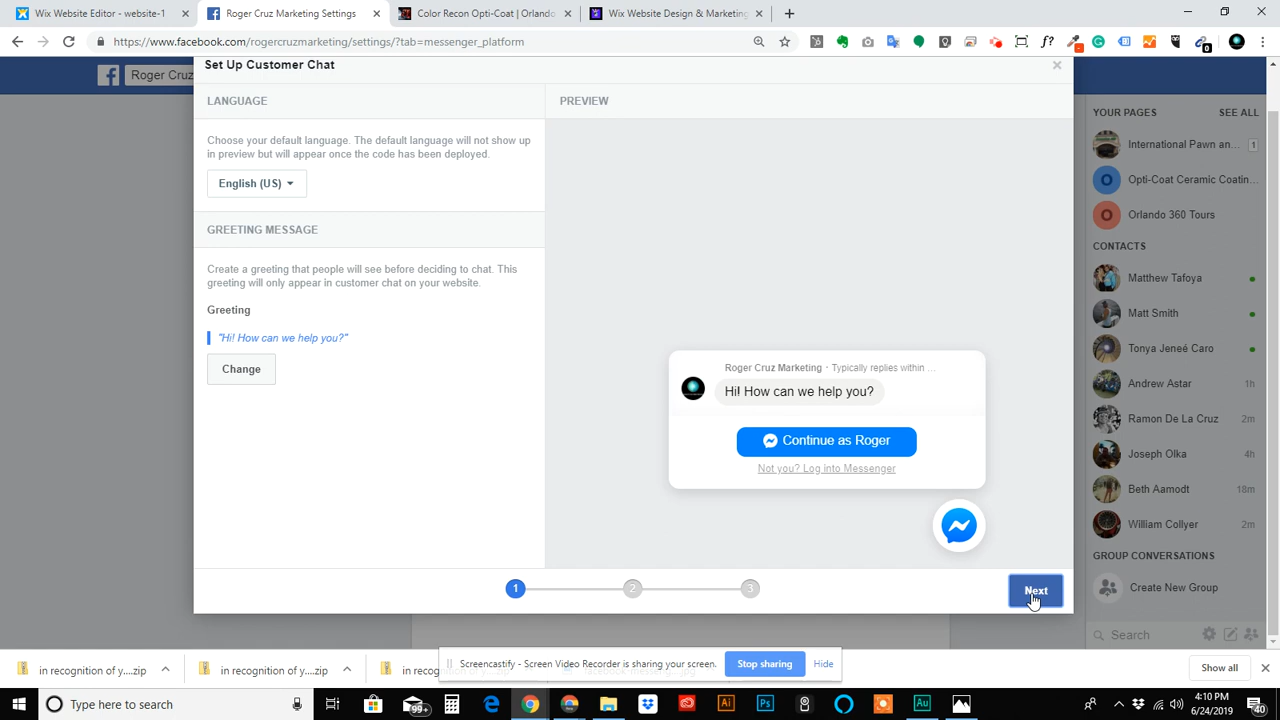 Wix Website Editor - website-1
Roger Cruz Marketing Settings
Color Recon Opti-Coat | Orlando
Wix Website Design & Marketing
https://www.facebook.com/rogercruzmarketing/settings/?tab=messenger_platform
Roger Cruz
Set Up Customer Chat
LANGUAGE
Choose your default language. The default language will not show up
in preview but will appear once the code has been deployed.
English (US)
GREETING MESSAGE
Create a greeting that people will see before deciding to chat. This
greeting will only appear in customer chat on your website.
Greeting
"Hi! How can we help you?"
Change
PREVIEW
Roger Cruz Marketing · Typically replies within ...
Hi! How can we help you?
Continue as Roger
Not you? Log into Messenger
1
2
3
Next
YOUR PAGES SEE ALL
International Pawn an... 1
O Opti-Coat Ceramic Coatin...
O Orlando 360 Tours
CONTACTS
Matthew Tafoya
Matt Smith
Tonya Jeneé Caro
Andrew Astar 1h
Ramon De La Cruz 2m
Joseph Olka 4h
Beth Aamodt 18m
William Collyer 2m
GROUP CONVERSATIONS
Create New Group
Search
in recognition of y....zip
in recognition of y....zip
in reco
Screencastify - Screen Video Recorder is sharing your screen.
Stop sharing
Hide
Show all
Type here to search
99+
Ai
Ps
Au
4:10 PM
6/24/2019
40